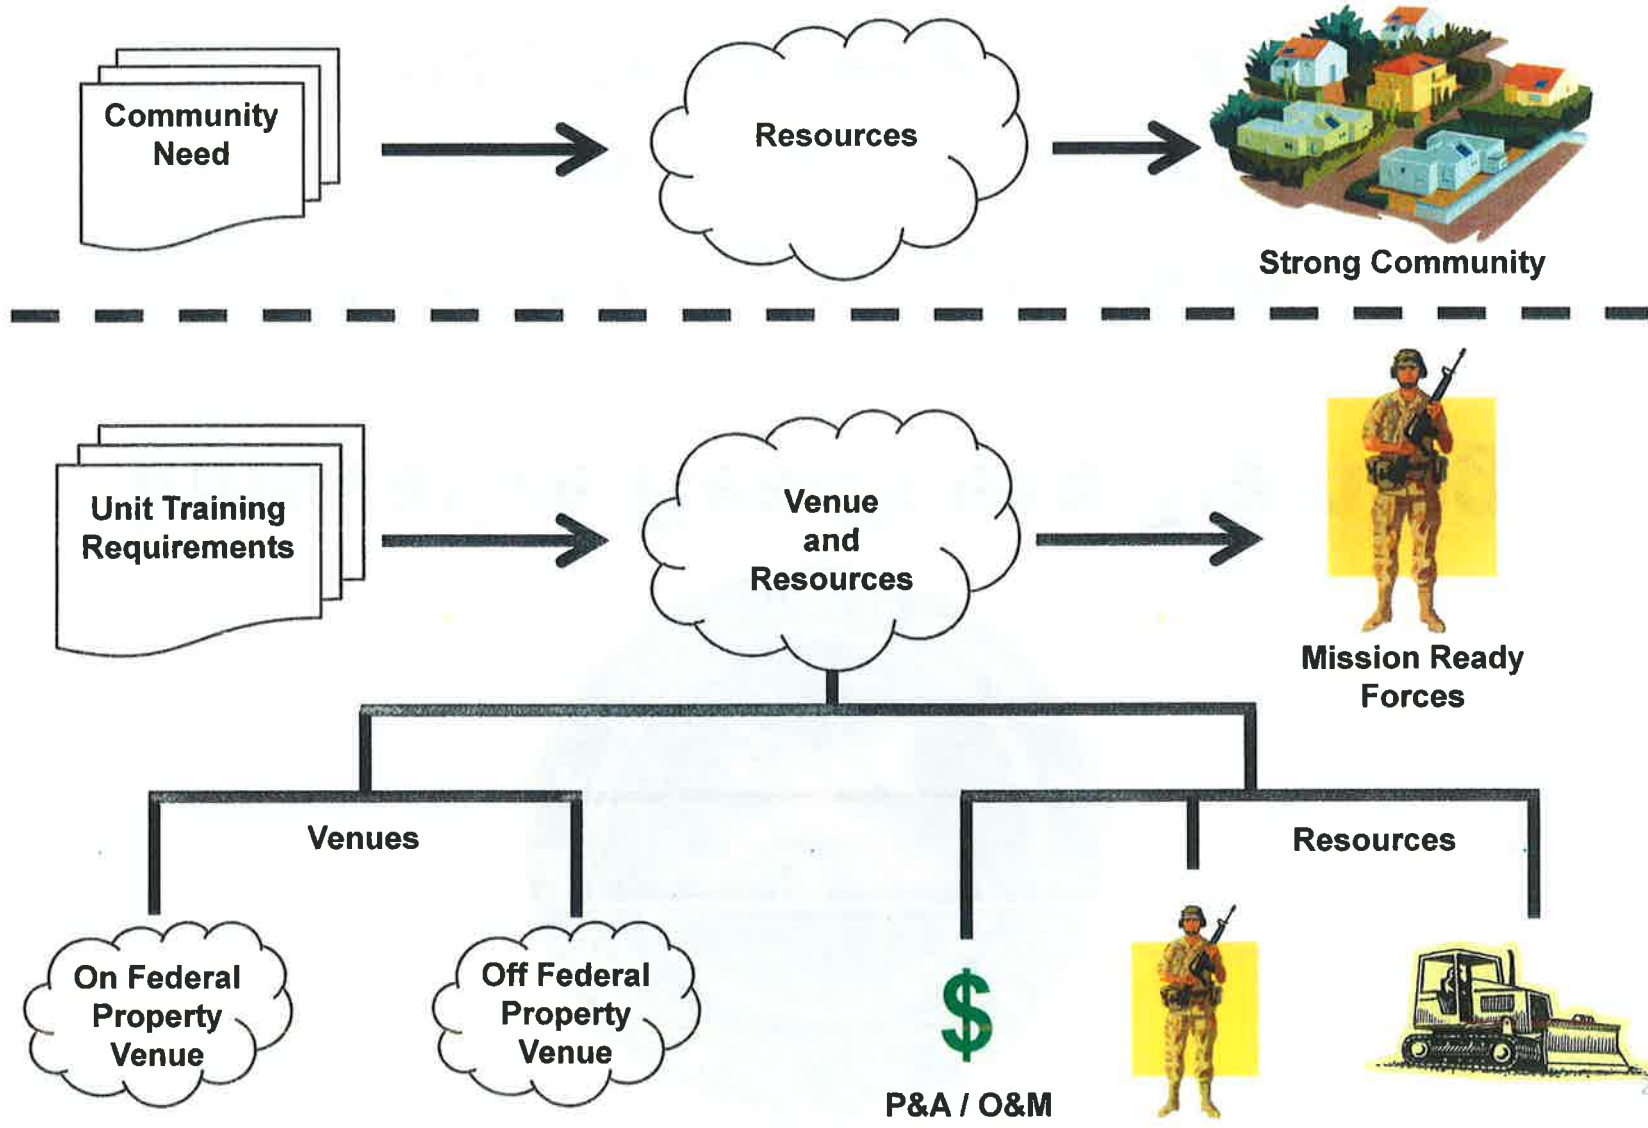 Community
Need
Resources
Strong Community
Unit Training
Requirements
Venue
and
Resources
Mission Ready
Forces
Venues
Resources
On Federal
Property
Venue
Off Federal
Property
Venue
$
P&A / O&M